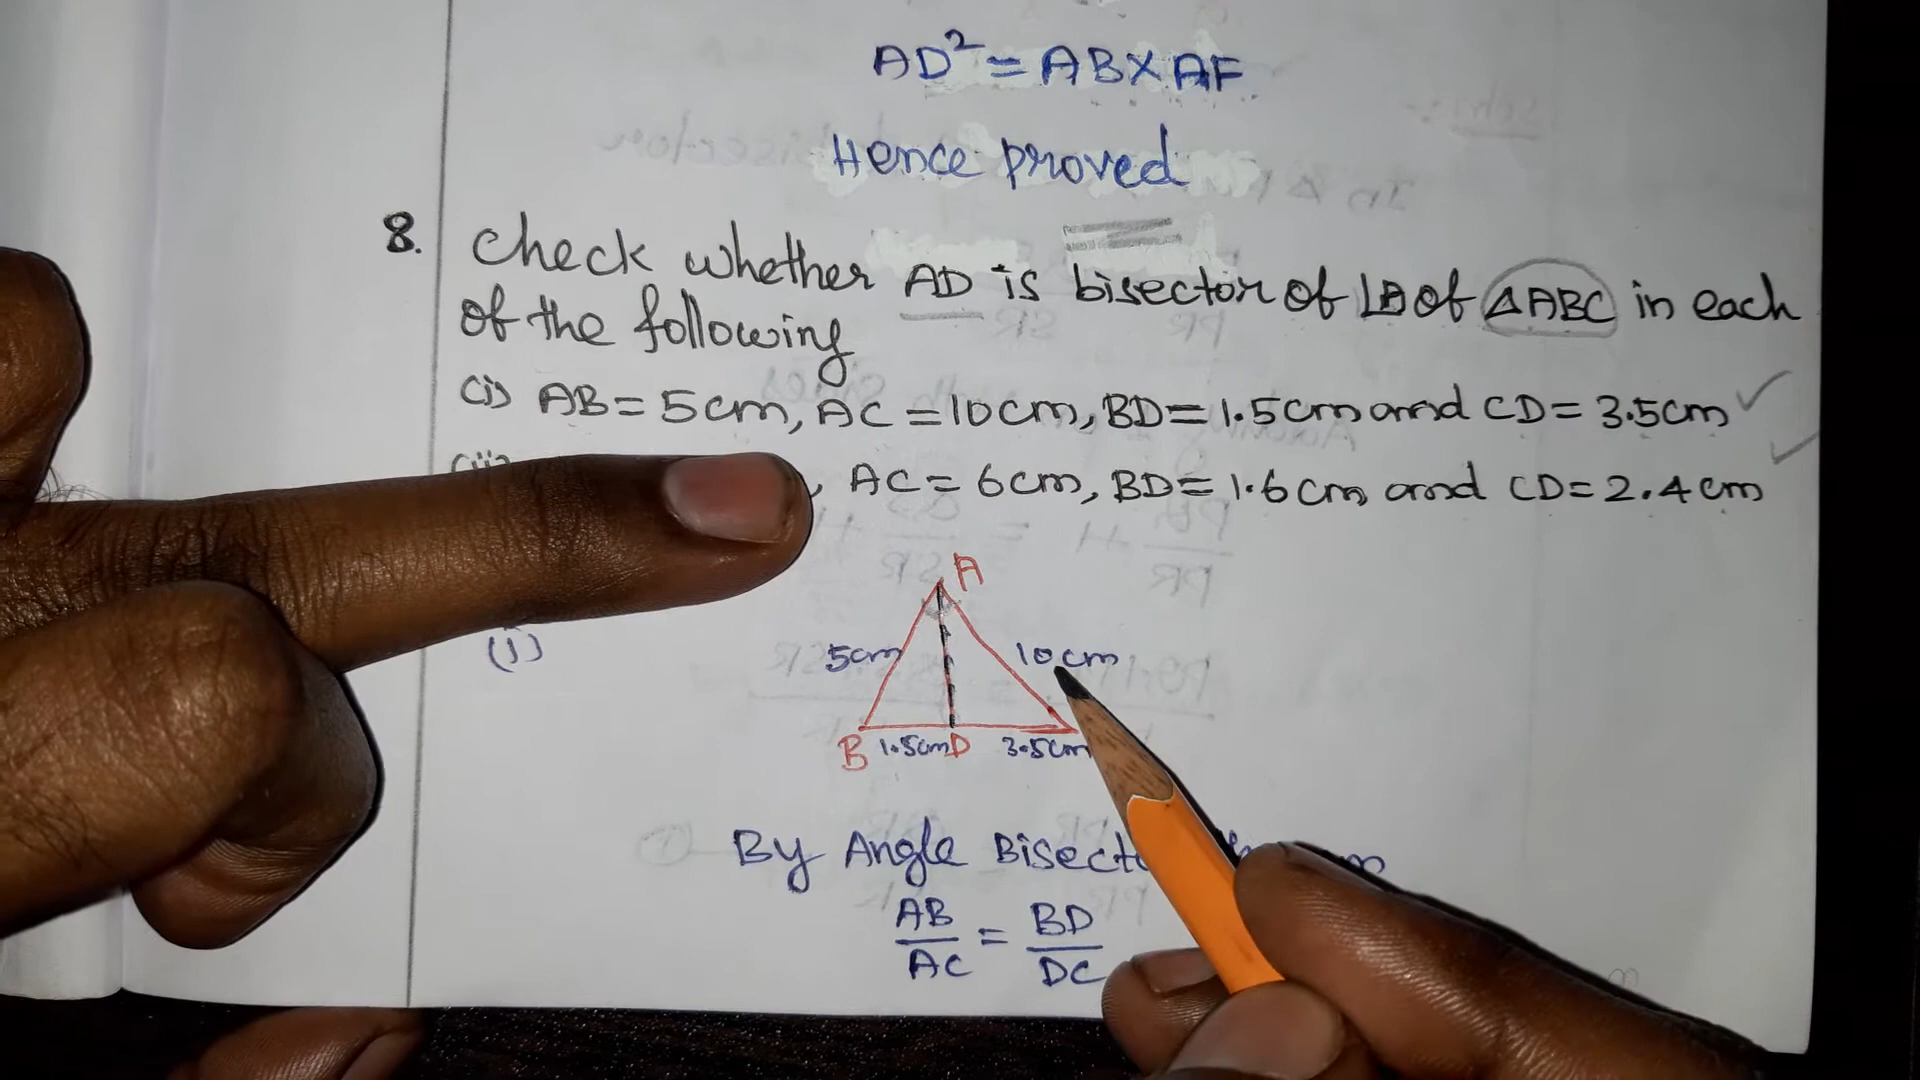 AD² = AB × AF
Hence proved
8. Check whether AD is bisector of ∠A of △ABC in each
of the following
(i) AB = 5cm, AC = 10cm, BD = 1.5cm and CD = 3.5cm
, AC = 6cm, BD = 1.6cm and CD = 2.4cm
A
(i)
5cm 10cm
B 1.5cm D 3.5cm
By Angle
AB/AC = BD/DC